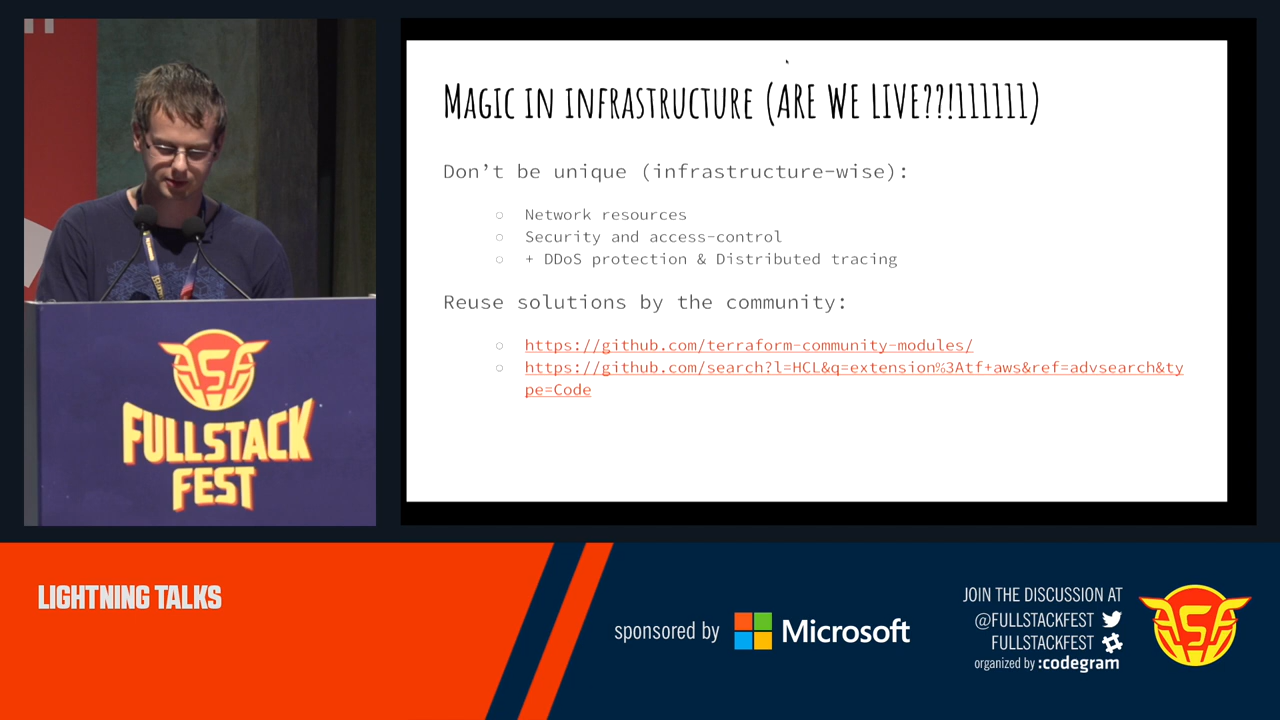 Magic in infrastructure (ARE WE LIVE??!111111)
Don't be unique (infrastructure-wise):
○ Network resources
○ Security and access-control
○ + DDoS protection & Distributed tracing
Reuse solutions by the community:
○ https://github.com/terraform-community-modules/
○ https://github.com/search?l=HCL&q=extension%3Atf+aws&ref=advsearch&ty
pe=Code
FULLSTACK
FEST
LIGHTNING TALKS
sponsored by Microsoft
JOIN THE DISCUSSION AT
@FULLSTACKFEST
FULLSTACKFEST
organized by :codegram